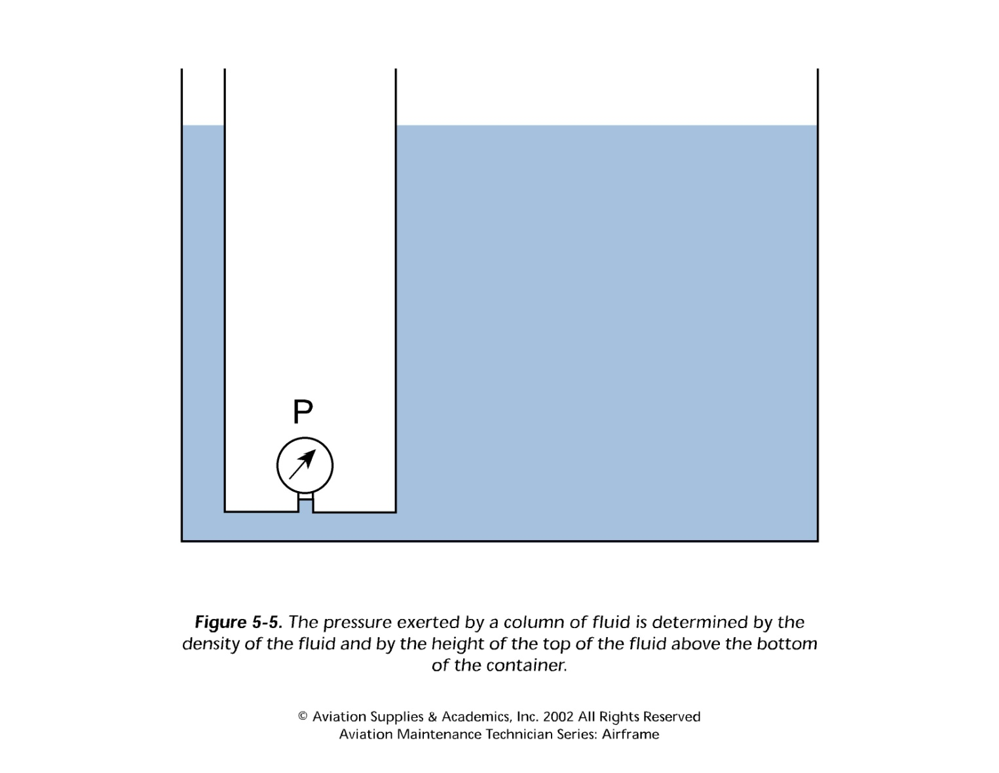 P
Figure 5-5. The pressure exerted by a column of fluid is determined by the
density of the fluid and by the height of the top of the fluid above the bottom
of the container.
© Aviation Supplies & Academics, Inc. 2002 All Rights Reserved
Aviation Maintenance Technician Series: Airframe